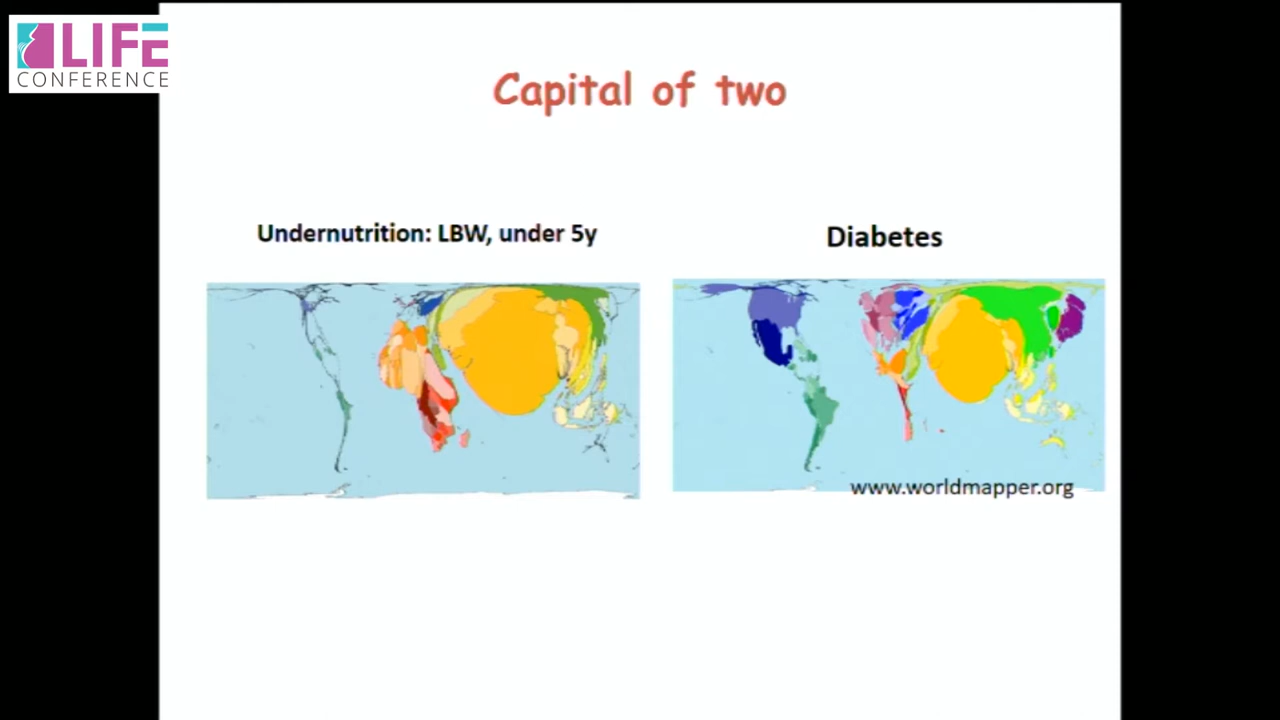 LIFE
CONFERENCE
Capital of two
Undernutrition: LBW, under 5y
Diabetes
www.worldmapper.org